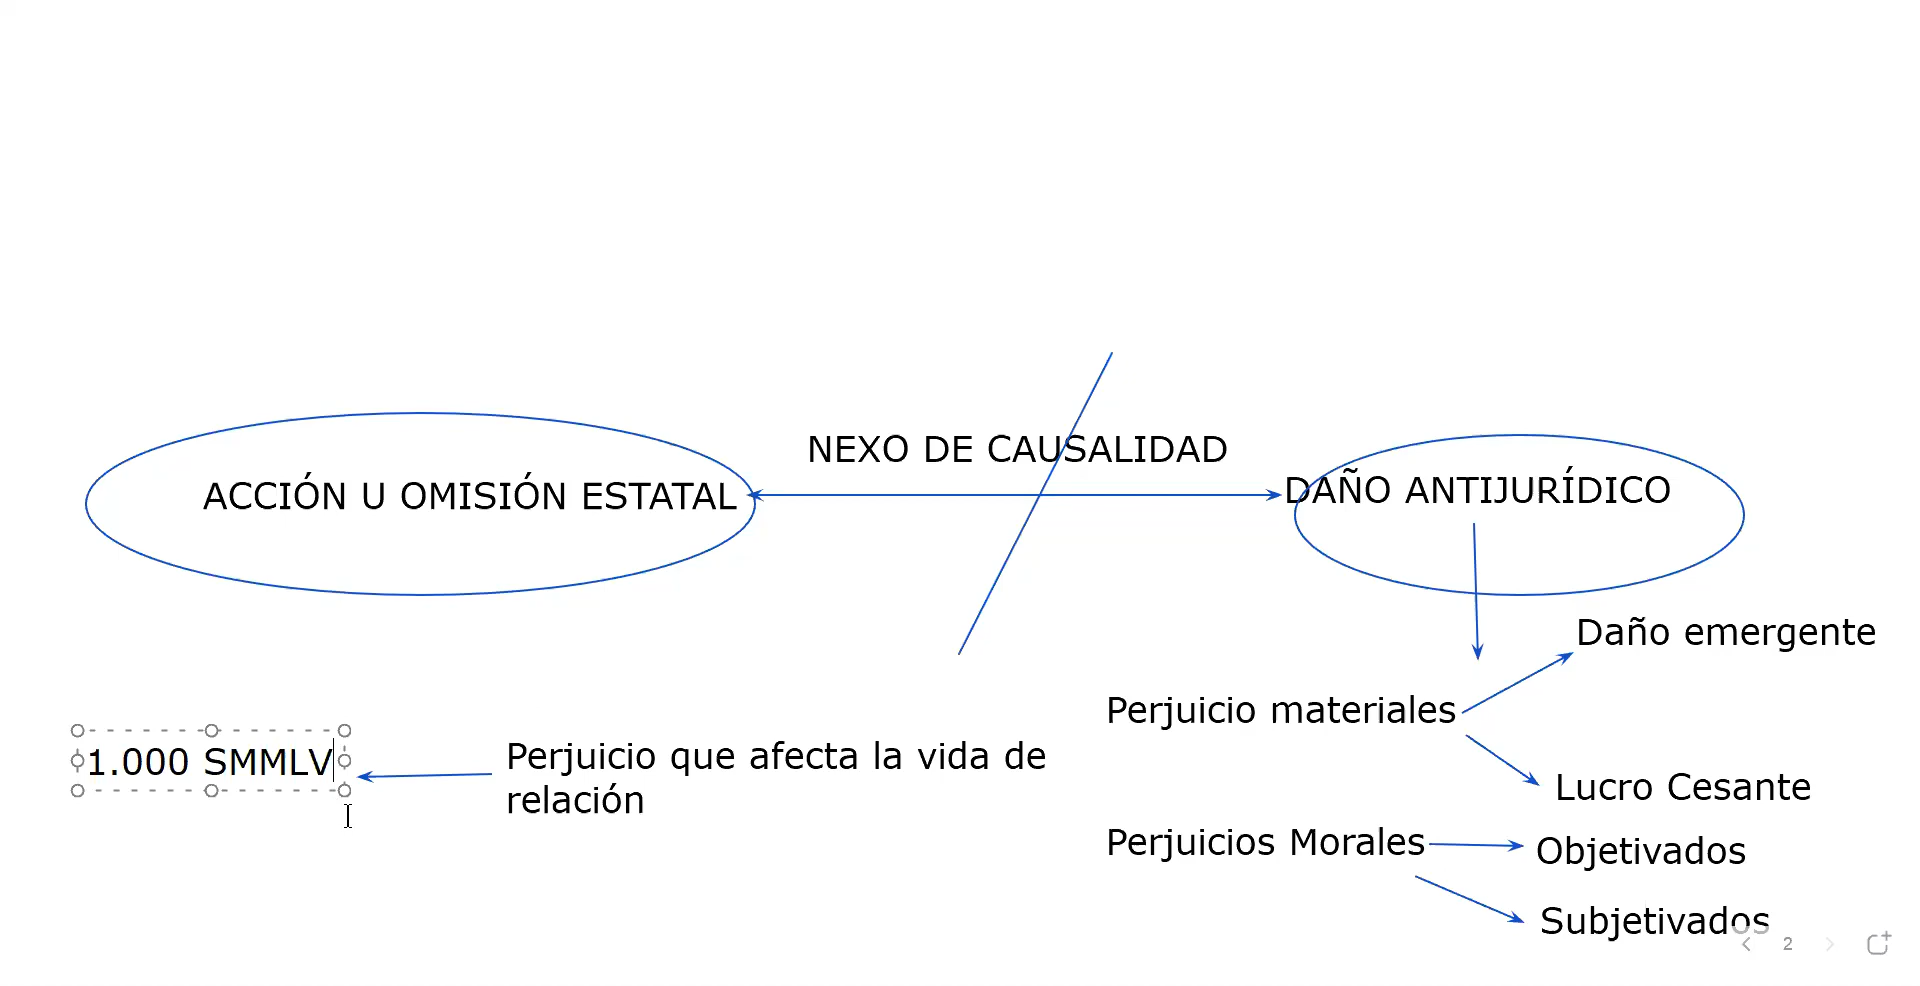 NEXO DE CAUSALIDAD
ACCIÓN U OMISIÓN ESTATAL
DAÑO ANTIJURÍDICO
Daño emergente
Perjuicio materiales
Lucro Cesante
1.000 SMMLV
Perjuicio que afecta la vida de
relación
Perjuicios Morales
Objetivados
Subjetivados
2